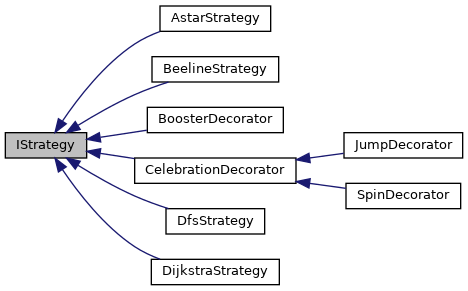 AstarStrategy
BeelineStrategy
BoosterDecorator
IStrategy
JumpDecorator
CelebrationDecorator
SpinDecorator
DfsStrategy
DijkstraStrategy